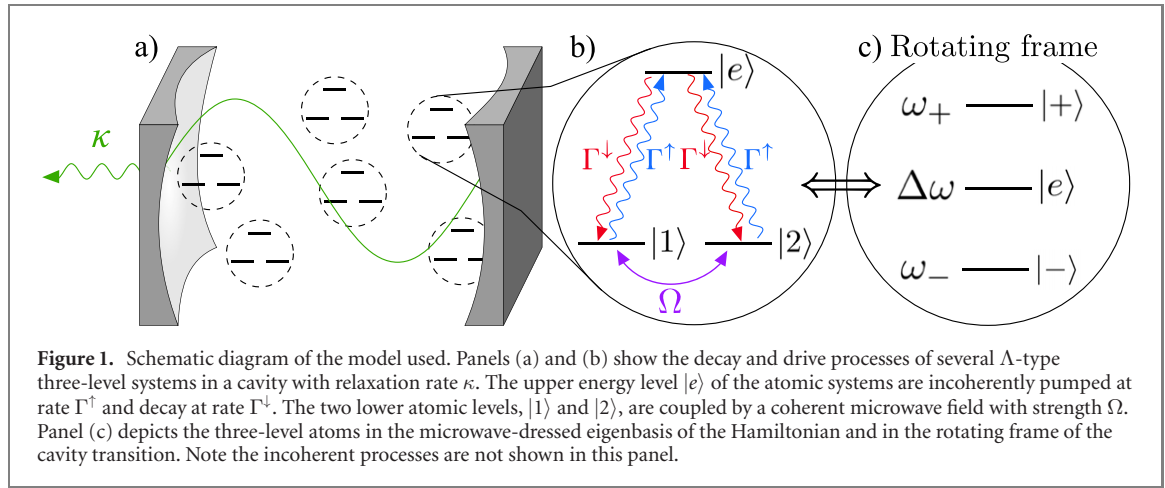 a)
b)
c) Rotating frame
κ
|e⟩
Γ↓ Γ↑ Γ↓ Γ↑
|1⟩ |2⟩
Ω
ω₊ |+⟩
Δω |e⟩
ω₋ |−⟩
Figure 1. Schematic diagram of the model used. Panels (a) and (b) show the decay and drive processes of several Λ-type
three-level systems in a cavity with relaxation rate κ. The upper energy level |e⟩ of the atomic systems are incoherently pumped at
rate Γ↑ and decay at rate Γ↓. The two lower atomic levels, |1⟩ and |2⟩, are coupled by a coherent microwave field with strength Ω.
Panel (c) depicts the three-level atoms in the microwave-dressed eigenbasis of the Hamiltonian and in the rotating frame of the
cavity transition. Note the incoherent processes are not shown in this panel.